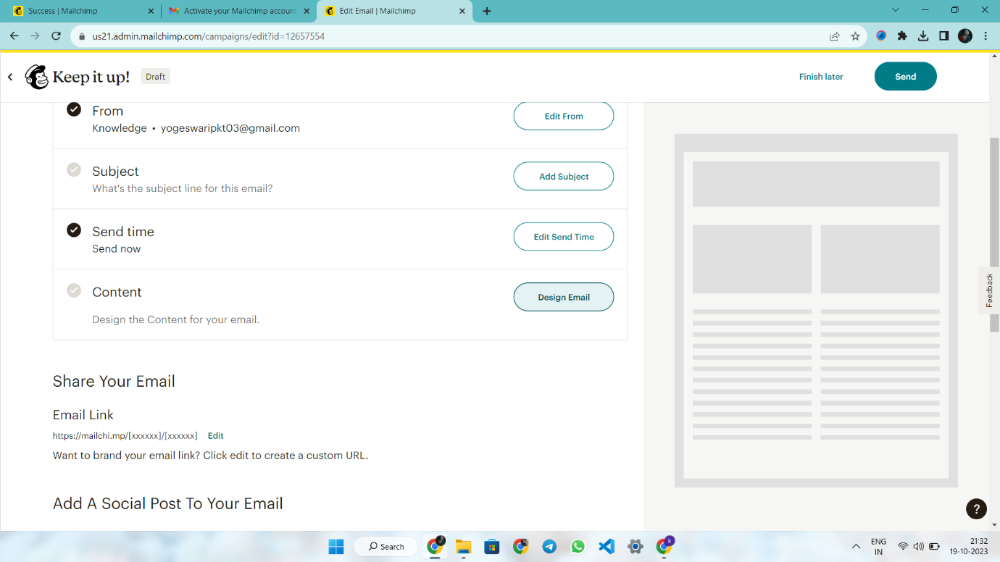 Success | Mailchimp
Activate your Mailchimp account
Edit Email | Mailchimp
us21.admin.mailchimp.com/campaigns/edit?id=12657554
Keep it up!
Draft
Finish later
Send
From
Knowledge • yogeswaripkt03@gmail.com
Edit From
Subject
What's the subject line for this email?
Add Subject
Send time
Send now
Edit Send Time
Content
Design the Content for your email.
Design Email
Share Your Email
Email Link
https://mailchi.mp/[xxxxxx]/[xxxxxx] Edit
Want to brand your email link? Click edit to create a custom URL.
Add A Social Post To Your Email
Feedback
?
Search
k
ENG
IN
21:32
19-10-2023